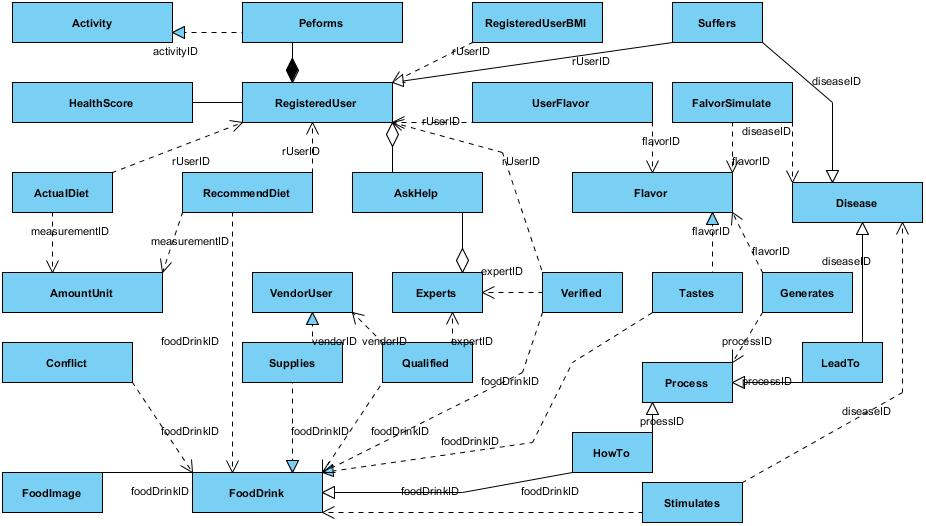 Activity
Peforms
RegisteredUserBMI
Suffers
activityID
rUserID
rUserID
diseaseID
HealthScore
RegisteredUser
UserFlavor
FalvorSimulate
rUserID
diseaseID
flavorID
rUserID
rUserID
rUserID
flavorID
ActualDiet
RecommendDiet
AskHelp
Flavor
Disease
measurementID
measurementID
flavorID
flavorID
diseaseID
expertID
AmountUnit
VendorUser
Experts
Verified
Tastes
Generates
foodDrinkID
vendorID
vendorID
expertID
processID
Conflict
Supplies
Qualified
LeadTo
Process
foodDrinkID
processID
diseaseID
proessID
foodDrinkID
foodDrinkID
foodDrinkID
foodDrinkID
HowTo
FoodImage
foodDrinkID
FoodDrink
foodDrinkID
foodDrinkID
Stimulates